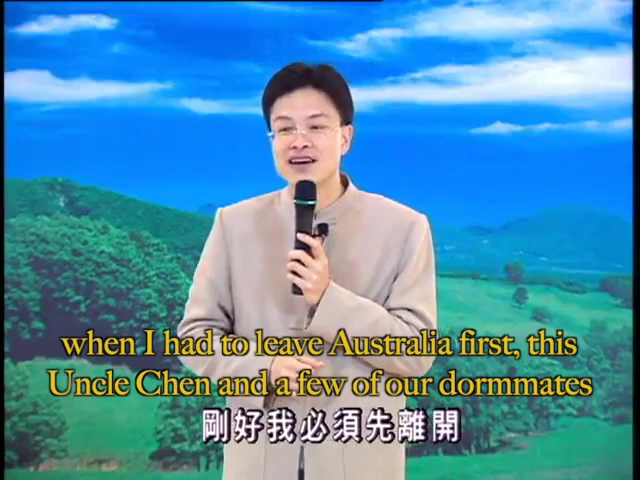 when I had to leave Australia first, this
Uncle Chen and a few of our dormmates
剛好我必須先離開